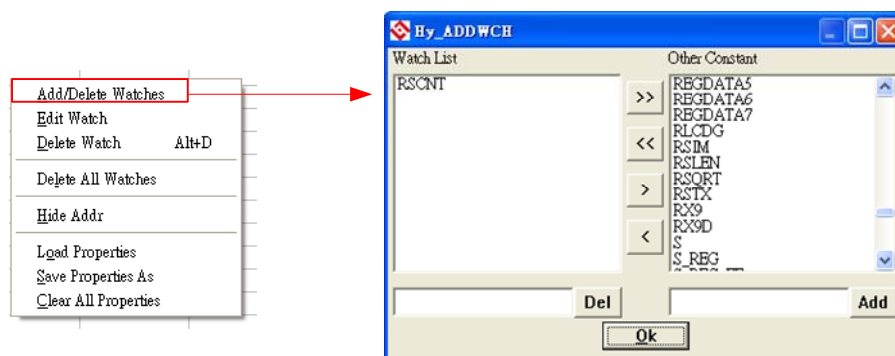 Add/Delete Watches
Edit Watch
Delete Watch Alt+D
Delete All Watches
Hide Addr
Load Properties
Save Properties As
Clear All Properties
Hy_ADDWCH
Watch List
RSCNT
>>
<<
>
<
Other Constant
REGDATA5
REGDATA6
REGDATA7
RLCDG
RSIM
RSLEN
RSQRT
RSTX
RX9
RX9D
S
S_REG
Del
Add
Ok